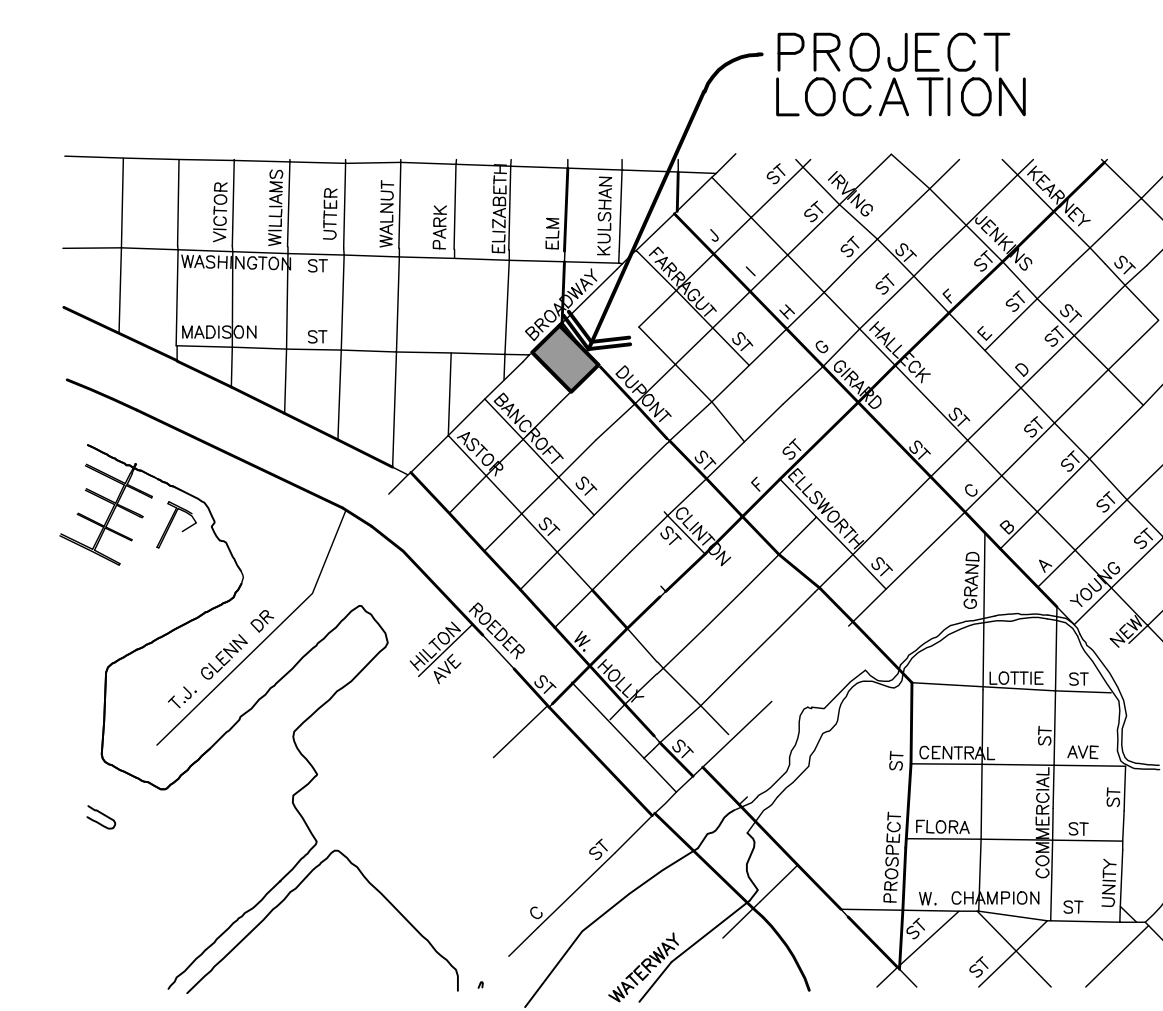 PROJECT
LOCATION
VICTOR
WILLIAMS
UTTER
WALNUT
PARK
ELIZABETH
ELM
KULSHAN
WASHINGTON ST
MADISON ST
BROADWAY
FARRAGUT ST
DUPONT ST
BANCROFT ST
ASTOR ST
CLINTON ST
ELLSWORTH ST
GIRARD ST
HALLECK ST
IRVING ST
JENKINS ST
KEARNEY ST
J ST
I ST
H ST
G ST
F ST
F ST
E ST
D ST
C ST
B ST
A ST
YOUNG ST
NEW
GRAND
LOTTIE ST
CENTRAL AVE
FLORA ST
W. CHAMPION ST
PROSPECT ST
COMMERCIAL ST
UNITY ST
ST
ST
W. HOLLY ST
ROEDER ST
HILTON AVE
T.J. GLENN DR
C ST
WATERWAY